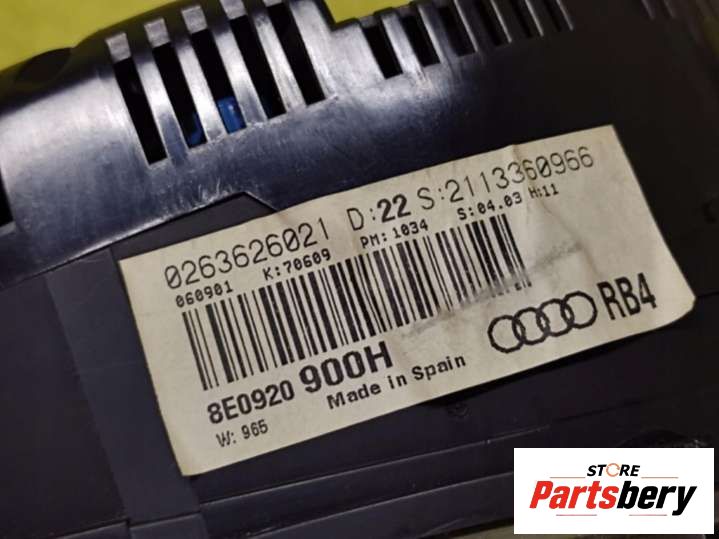 0263626021 D:22 S:2113360966
060901 K:70609 PM:1034 S:04.03 H:11
RB4
8E0920 900H
W: 965 Made in Spain
STORE
Partsbery